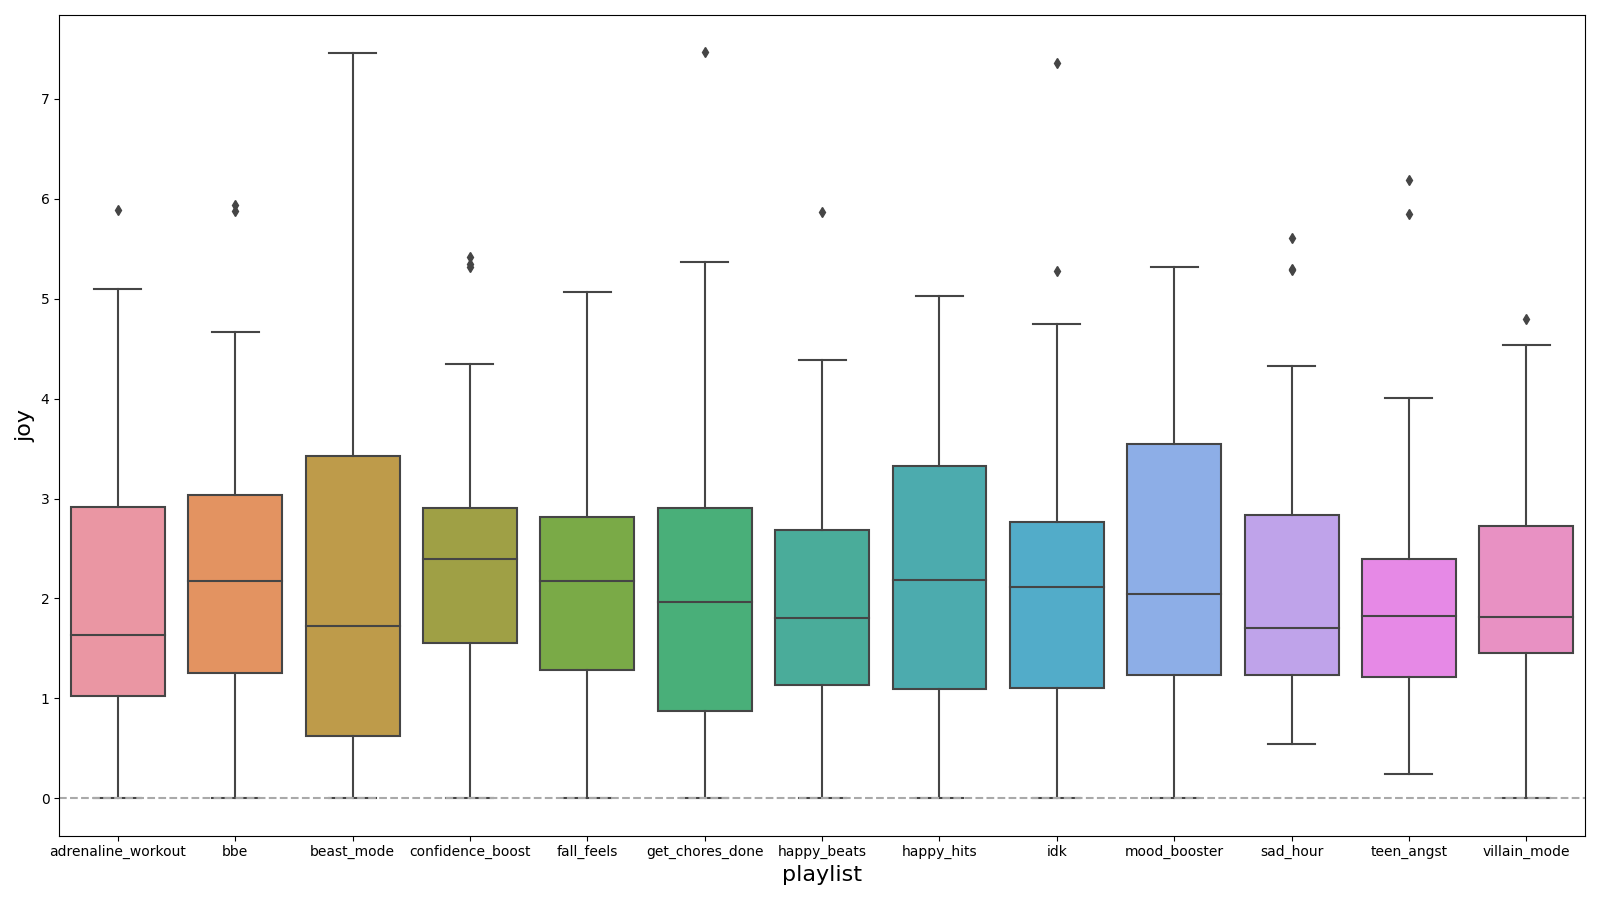 joy
7
6
5
4
3
2
1
0
adrenaline_workout bbe beast_mode confidence_boost fall_feels get_chores_done happy_beats happy_hits idk mood_booster sad_hour teen_angst villain_mode
playlist